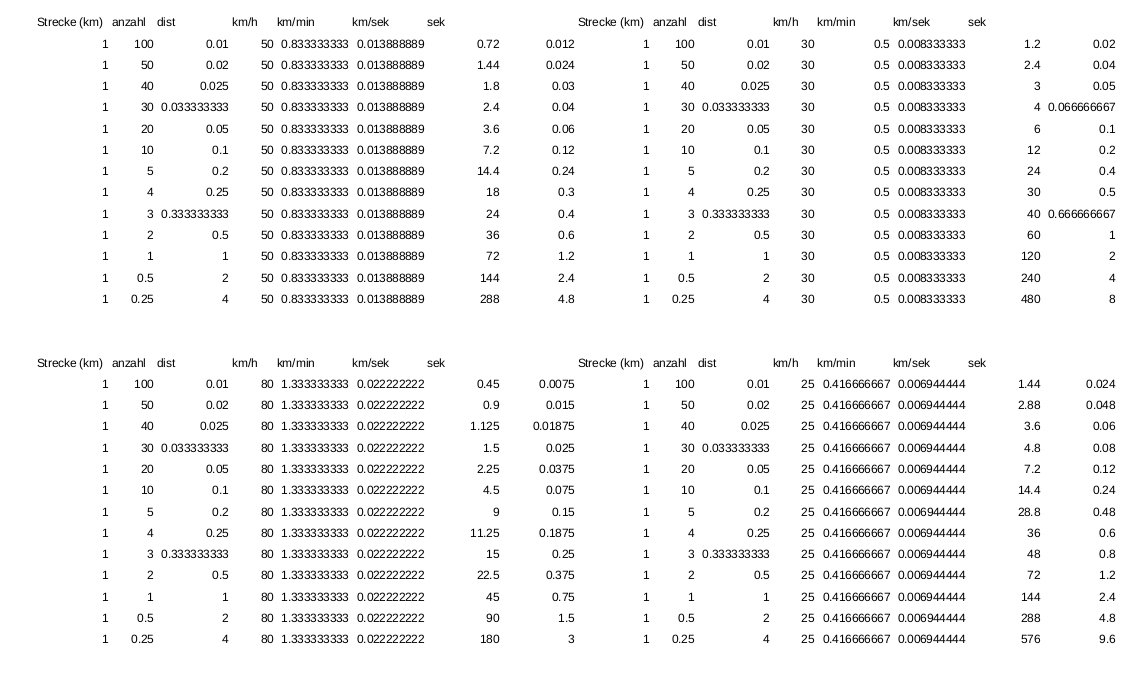 Strecke (km) anzahl dist km/h km/min km/sek sek Strecke (km) anzahl dist km/h km/min km/sek sek
1 100 0.01 50 0.833333333 0.013888889 0.72 0.012 1 100 0.01 30 0.5 0.008333333 1.2 0.02
1 50 0.02 50 0.833333333 0.013888889 1.44 0.024 1 50 0.02 30 0.5 0.008333333 2.4 0.04
1 40 0.025 50 0.833333333 0.013888889 1.8 0.03 1 40 0.025 30 0.5 0.008333333 3 0.05
1 30 0.033333333 50 0.833333333 0.013888889 2.4 0.04 1 30 0.033333333 30 0.5 0.008333333 4 0.066666667
1 20 0.05 50 0.833333333 0.013888889 3.6 0.06 1 20 0.05 30 0.5 0.008333333 6 0.1
1 10 0.1 50 0.833333333 0.013888889 7.2 0.12 1 10 0.1 30 0.5 0.008333333 12 0.2
1 5 0.2 50 0.833333333 0.013888889 14.4 0.24 1 5 0.2 30 0.5 0.008333333 24 0.4
1 4 0.25 50 0.833333333 0.013888889 18 0.3 1 4 0.25 30 0.5 0.008333333 30 0.5
1 3 0.333333333 50 0.833333333 0.013888889 24 0.4 1 3 0.333333333 30 0.5 0.008333333 40 0.666666667
1 2 0.5 50 0.833333333 0.013888889 36 0.6 1 2 0.5 30 0.5 0.008333333 60 1
1 1 1 50 0.833333333 0.013888889 72 1.2 1 1 1 30 0.5 0.008333333 120 2
1 0.5 2 50 0.833333333 0.013888889 144 2.4 1 0.5 2 30 0.5 0.008333333 240 4
1 0.25 4 50 0.833333333 0.013888889 288 4.8 1 0.25 4 30 0.5 0.008333333 480 8
Strecke (km) anzahl dist km/h km/min km/sek sek Strecke (km) anzahl dist km/h km/min km/sek sek
1 100 0.01 80 1.333333333 0.022222222 0.45 0.0075 1 100 0.01 25 0.416666667 0.006944444 1.44 0.024
1 50 0.02 80 1.333333333 0.022222222 0.9 0.015 1 50 0.02 25 0.416666667 0.006944444 2.88 0.048
1 40 0.025 80 1.333333333 0.022222222 1.125 0.01875 1 40 0.025 25 0.416666667 0.006944444 3.6 0.06
1 30 0.033333333 80 1.333333333 0.022222222 1.5 0.025 1 30 0.033333333 25 0.416666667 0.006944444 4.8 0.08
1 20 0.05 80 1.333333333 0.022222222 2.25 0.0375 1 20 0.05 25 0.416666667 0.006944444 7.2 0.12
1 10 0.1 80 1.333333333 0.022222222 4.5 0.075 1 10 0.1 25 0.416666667 0.006944444 14.4 0.24
1 5 0.2 80 1.333333333 0.022222222 9 0.15 1 5 0.2 25 0.416666667 0.006944444 28.8 0.48
1 4 0.25 80 1.333333333 0.022222222 11.25 0.1875 1 4 0.25 25 0.416666667 0.006944444 36 0.6
1 3 0.333333333 80 1.333333333 0.022222222 15 0.25 1 3 0.333333333 25 0.416666667 0.006944444 48 0.8
1 2 0.5 80 1.333333333 0.022222222 22.5 0.375 1 2 0.5 25 0.416666667 0.006944444 72 1.2
1 1 1 80 1.333333333 0.022222222 45 0.75 1 1 1 25 0.416666667 0.006944444 144 2.4
1 0.5 2 80 1.333333333 0.022222222 90 1.5 1 0.5 2 25 0.416666667 0.006944444 288 4.8
1 0.25 4 80 1.333333333 0.022222222 180 3 1 0.25 4 25 0.416666667 0.006944444 576 9.6